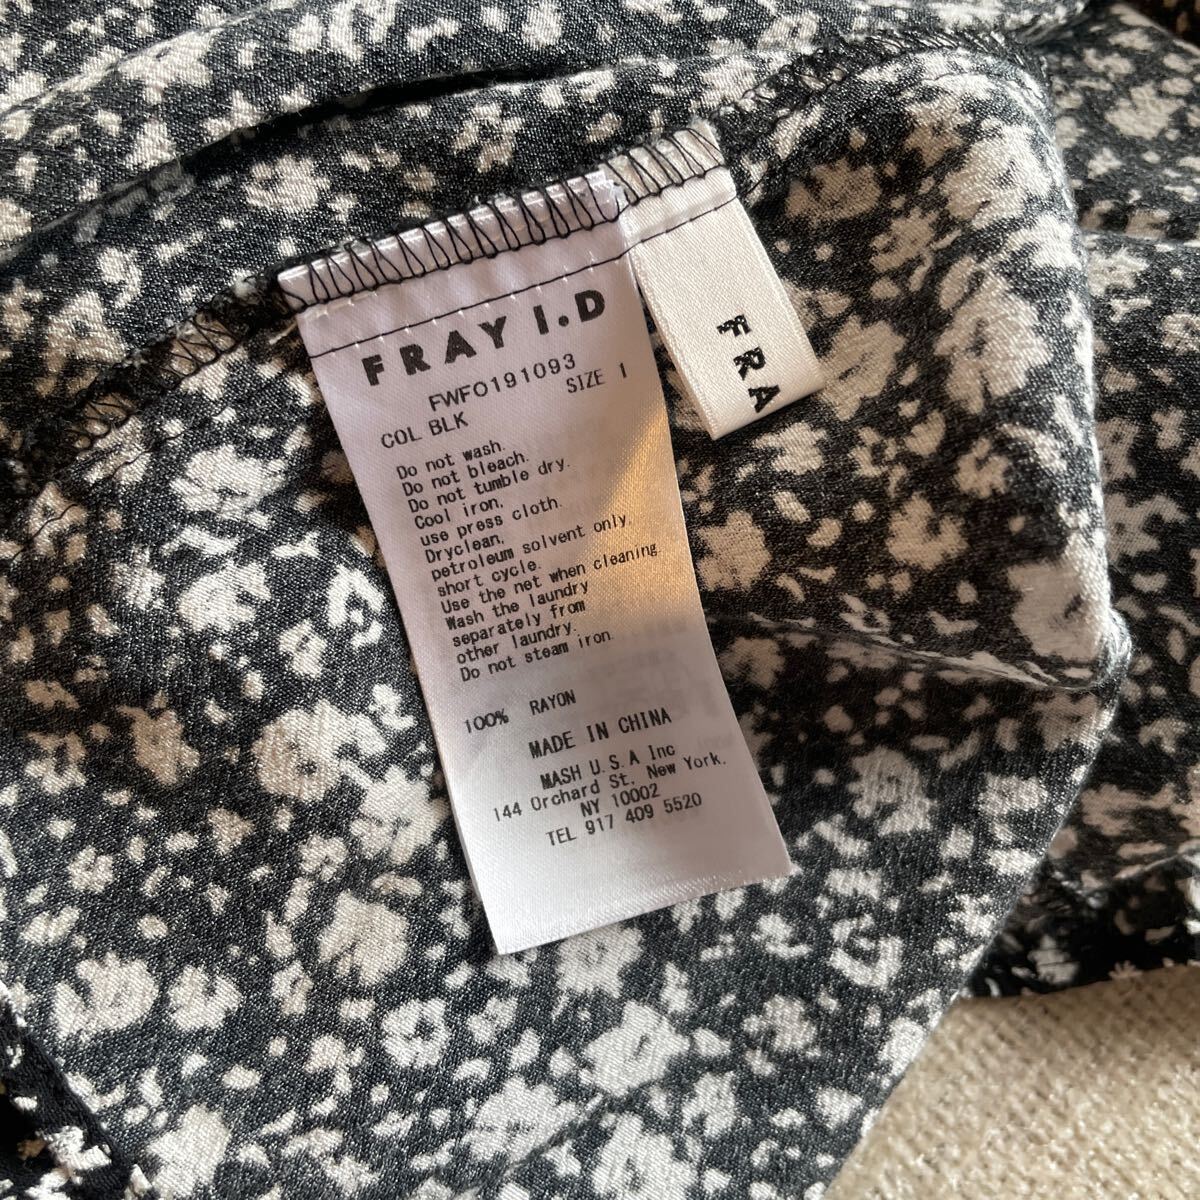 FRAY I.D
FWFO191093
SIZE 1
COL BLK
Do not wash.
Do not bleach.
Do not tumble dry.
Cool iron.
use press cloth.
Dryclean.
petroleum solvent only.
short cycle.
Use the net when cleaning.
Wash the laundry
separately from
other laundry.
Do not steam iron.
100% RAYON
MADE IN CHINA
MASH U.S.A Inc
144 Orchard St. New York,
NY 10002
TEL 917 409 5520
FRA